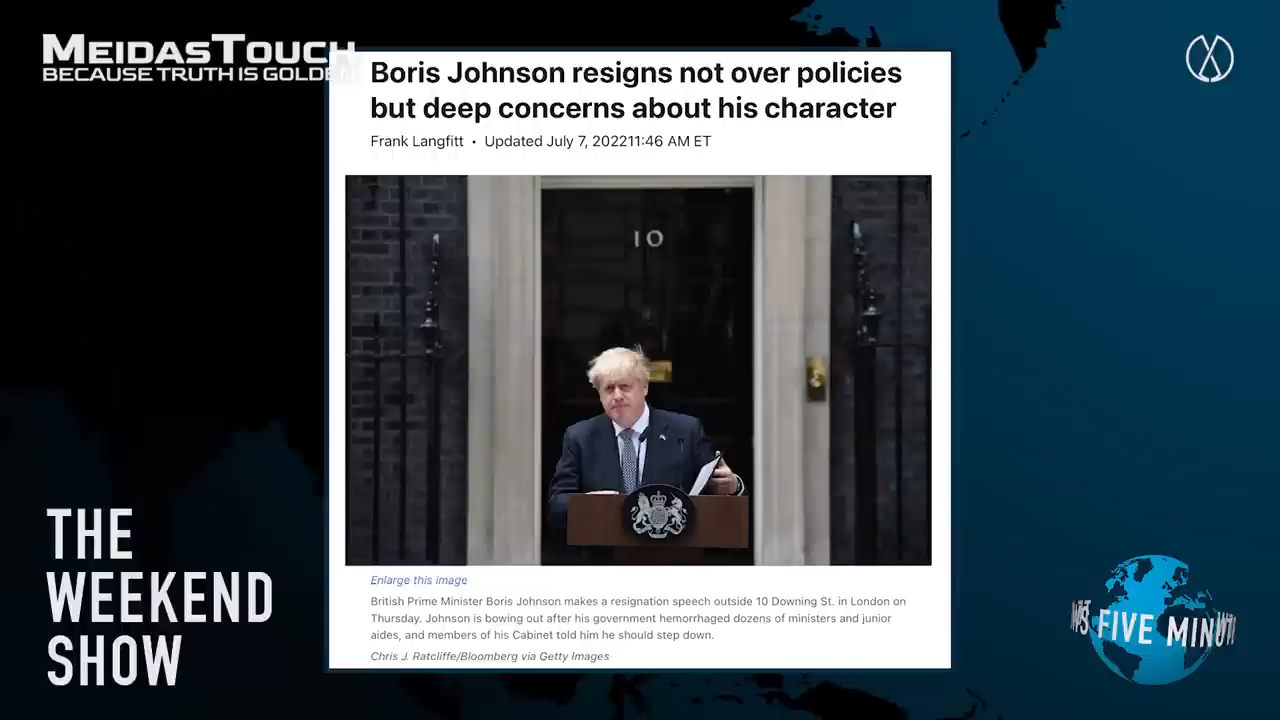 MEIDASTOUCH
BECAUSE TRUTH IS GOLDEN
Boris Johnson resigns not over policies
but deep concerns about his character
Frank Langfitt • Updated July 7, 202211:46 AM ET
10
Enlarge this image
British Prime Minister Boris Johnson makes a resignation speech outside 10 Downing St. in London on
Thursday. Johnson is bowing out after his government hemorrhaged dozens of ministers and junior
aides, and members of his Cabinet told him he should step down.
Chris J. Ratcliffe/Bloomberg via Getty Images
THE
WEEKEND
SHOW
FIVE MINUT